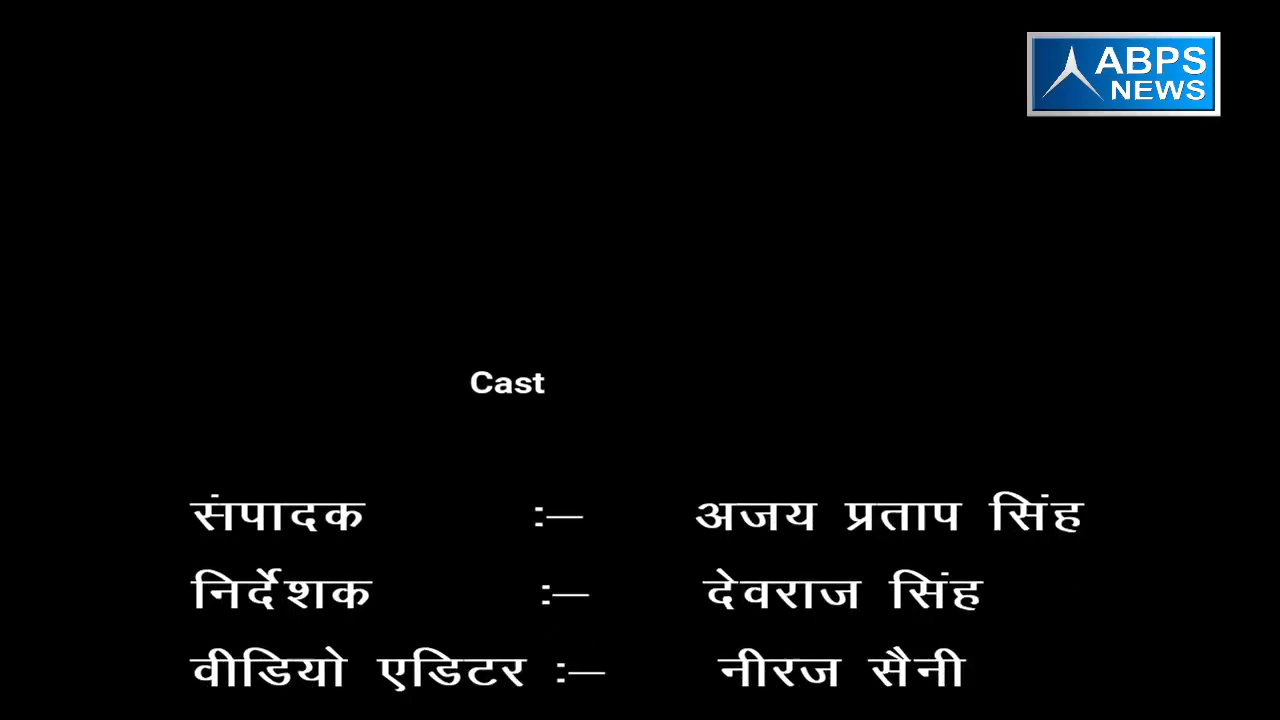 ABPS
NEWS
Cast
संपादक :— अजय प्रताप सिंह
निर्देशक :— देवराज सिंह
वीडियो एडिटर :— नीरज सैनी